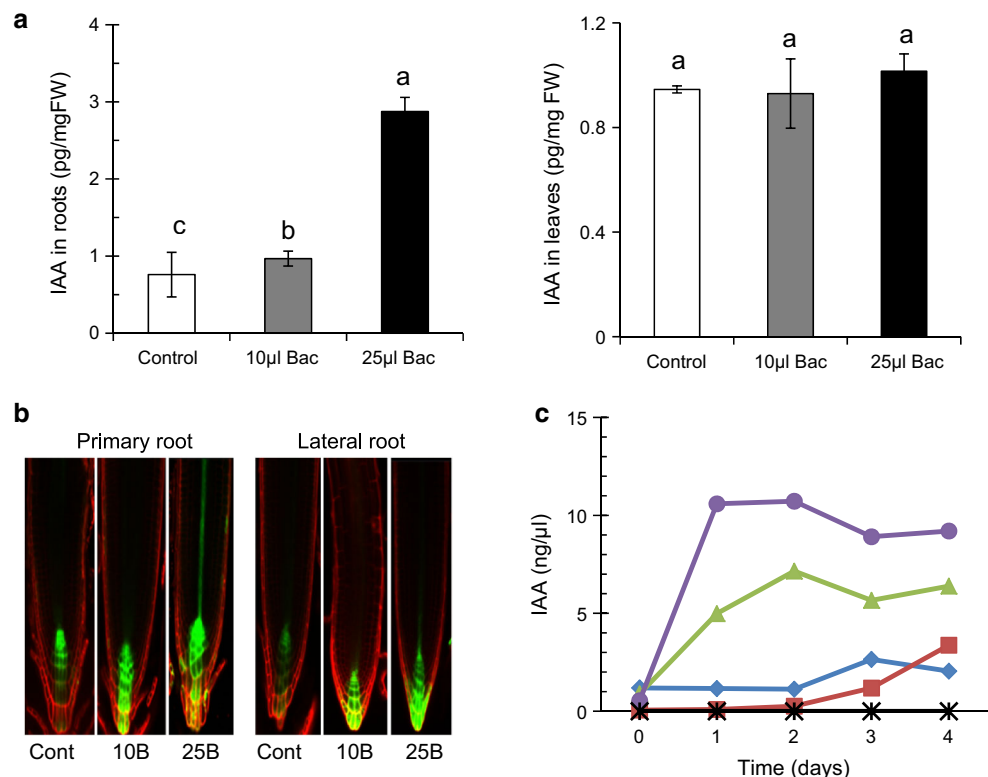 a
IAA in roots (pg/mgFW)
4
3
2
1
0
c
b
a
Control
10µl Bac
25µl Bac
IAA in leaves (pg/mg FW)
1.2
0.8
0.4
0
a
a
a
Control
10µl Bac
25µl Bac
b
Primary root
Lateral root
Cont
10B
25B
Cont
10B
25B
c
IAA (ng/µl)
15
10
5
0
0
1
2
3
4
Time (days)